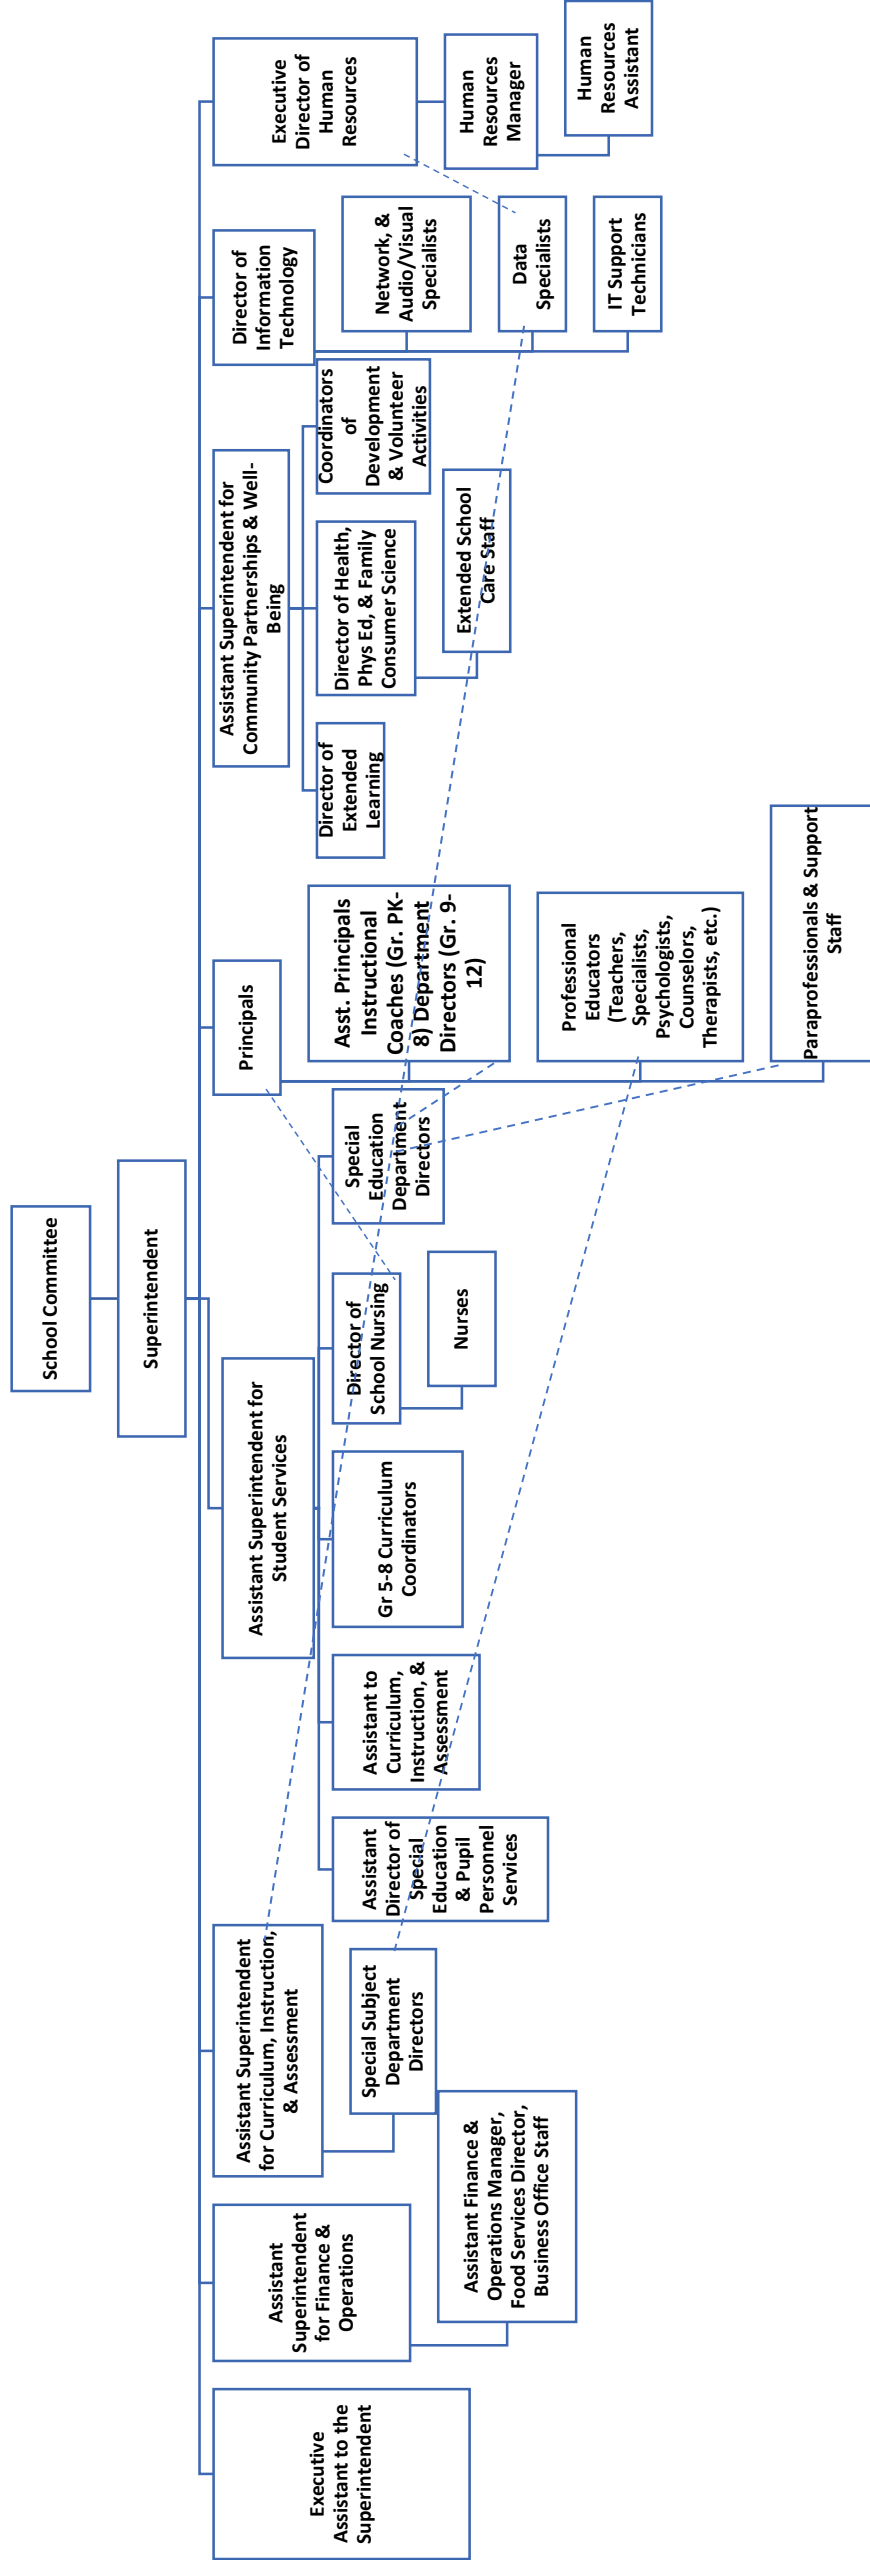 School Committee
Superintendent
Executive
Assistant to the
Superintendent
Assistant
Superintendent
for Finance &
Operations
Assistant Finance &
Operations Manager,
Food Services Director,
Business Office Staff
Assistant Superintendent
for Curriculum, Instruction,
& Assessment
Special Subject
Department
Directors
Assistant Superintendent for
Student Services
Assistant
Director of
Special
Education
& Pupil
Personnel
Services
Assistant to
Curriculum,
Instruction, &
Assessment
Gr 5-8 Curriculum
Coordinators
Director of
School Nursing
Nurses
Special
Education
Department
Directors
Principals
Asst. Principals
Instructional
Coaches (Gr. PK-
8) Department
Directors (Gr. 9-
12)
Professional
Educators
(Teachers,
Specialists,
Psychologists,
Counselors,
Therapists, etc.)
Paraprofessionals & Support
Staff
Assistant Superintendent for
Community Partnerships & Well-
Being
Director of
Extended
Learning
Director of Health,
Phys Ed, & Family
Consumer Science
Extended School
Care Staff
Coordinators
of
Development
& Volunteer
Activities
Director of
Information
Technology
Network, &
Audio/Visual
Specialists
Data
Specialists
IT Support
Technicians
Executive
Director of
Human
Resources
Human
Resources
Manager
Human
Resources
Assistant